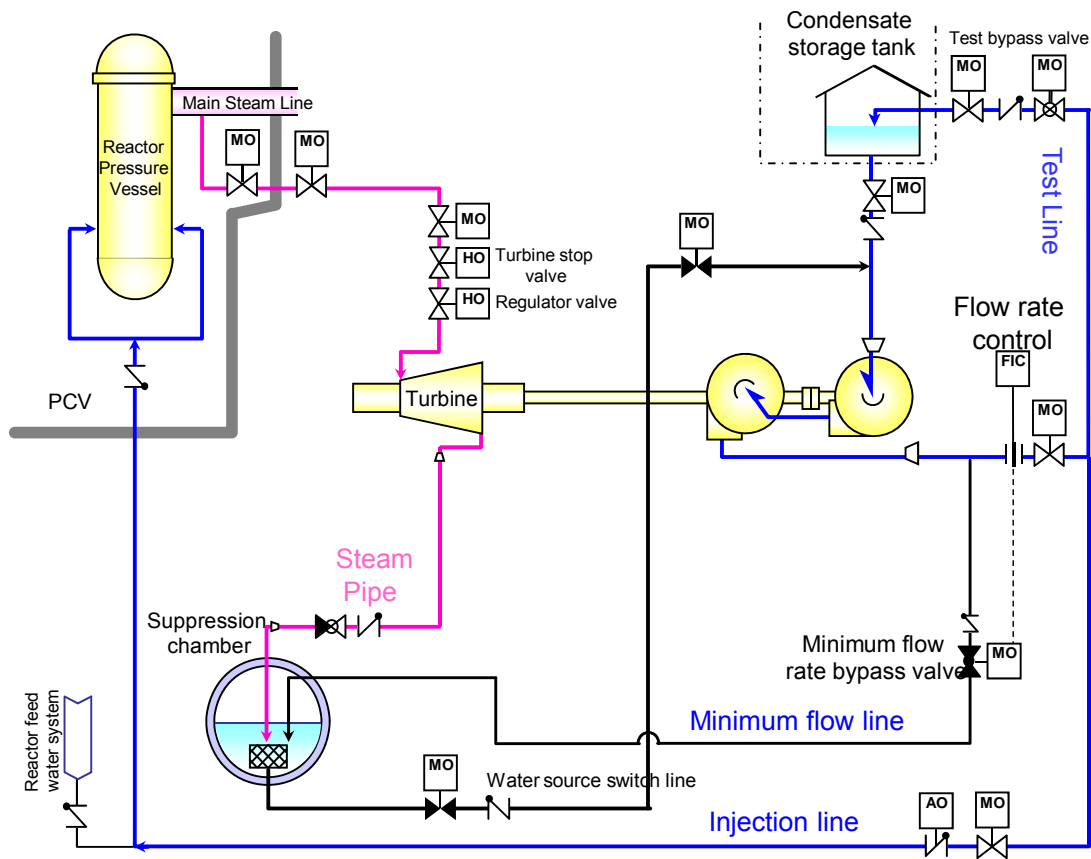 Condensate
storage tank
Test bypass valve
MO
MO
Main Steam Line
Reactor
Pressure
Vessel
MO
MO
MO
MO
MO
Test Line
HO
Turbine stop
valve
HO
Regulator valve
Flow rate
control
FIC
PCV
Turbine
MO
Steam
Pipe
Suppression
chamber
Minimum flow
rate bypass valve
MO
Reactor feed
water system
Minimum flow line
MO
Water source switch line
Injection line
AO
MO